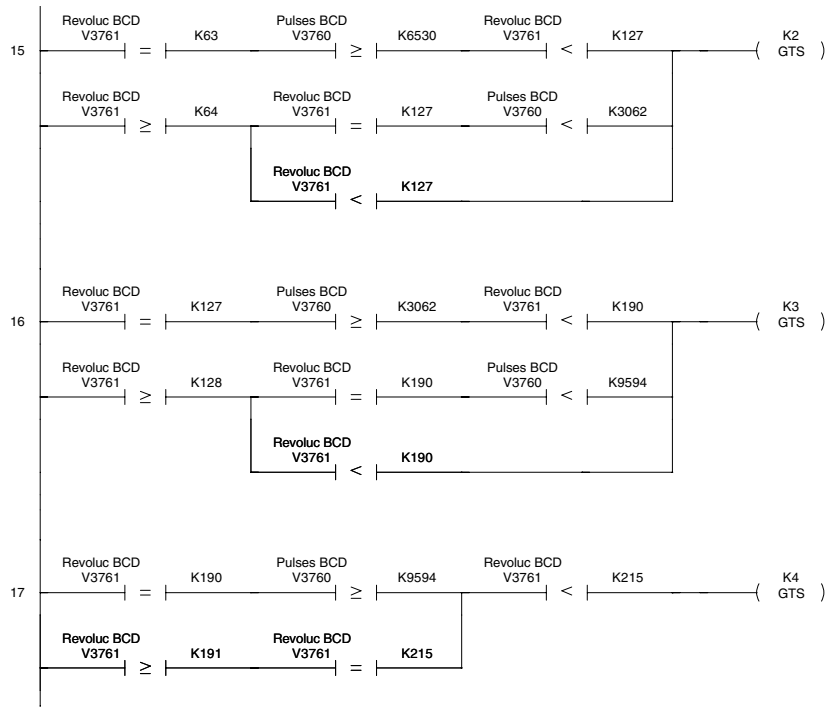 Revoluc BCD Pulses BCD Revoluc BCD
V3761 K63 V3760 K6530 V3761 K127 K2
15 = ≥ < ( GTS )
Revoluc BCD Revoluc BCD Pulses BCD
V3761 K64 V3761 K127 V3760 K3062
≥ = <
Revoluc BCD
V3761 K127
<
Revoluc BCD Pulses BCD Revoluc BCD
V3761 K127 V3760 K3062 V3761 K190 K3
16 = ≥ < ( GTS )
Revoluc BCD Revoluc BCD Pulses BCD
V3761 K128 V3761 K190 V3760 K9594
≥ = <
Revoluc BCD
V3761 K190
<
Revoluc BCD Pulses BCD Revoluc BCD
V3761 K190 V3760 K9594 V3761 K215 K4
17 = ≥ < ( GTS )
Revoluc BCD Revoluc BCD
V3761 K191 V3761 K215
≥ =